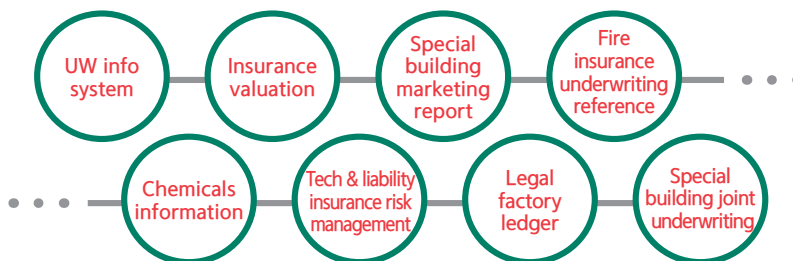 UW info
system
Insurance
valuation
Special
building
marketing
report
Fire
insurance
underwriting
reference
Chemicals
information
Tech & liability
insurance risk
management
Legal
factory
ledger
Special
building joint
underwriting